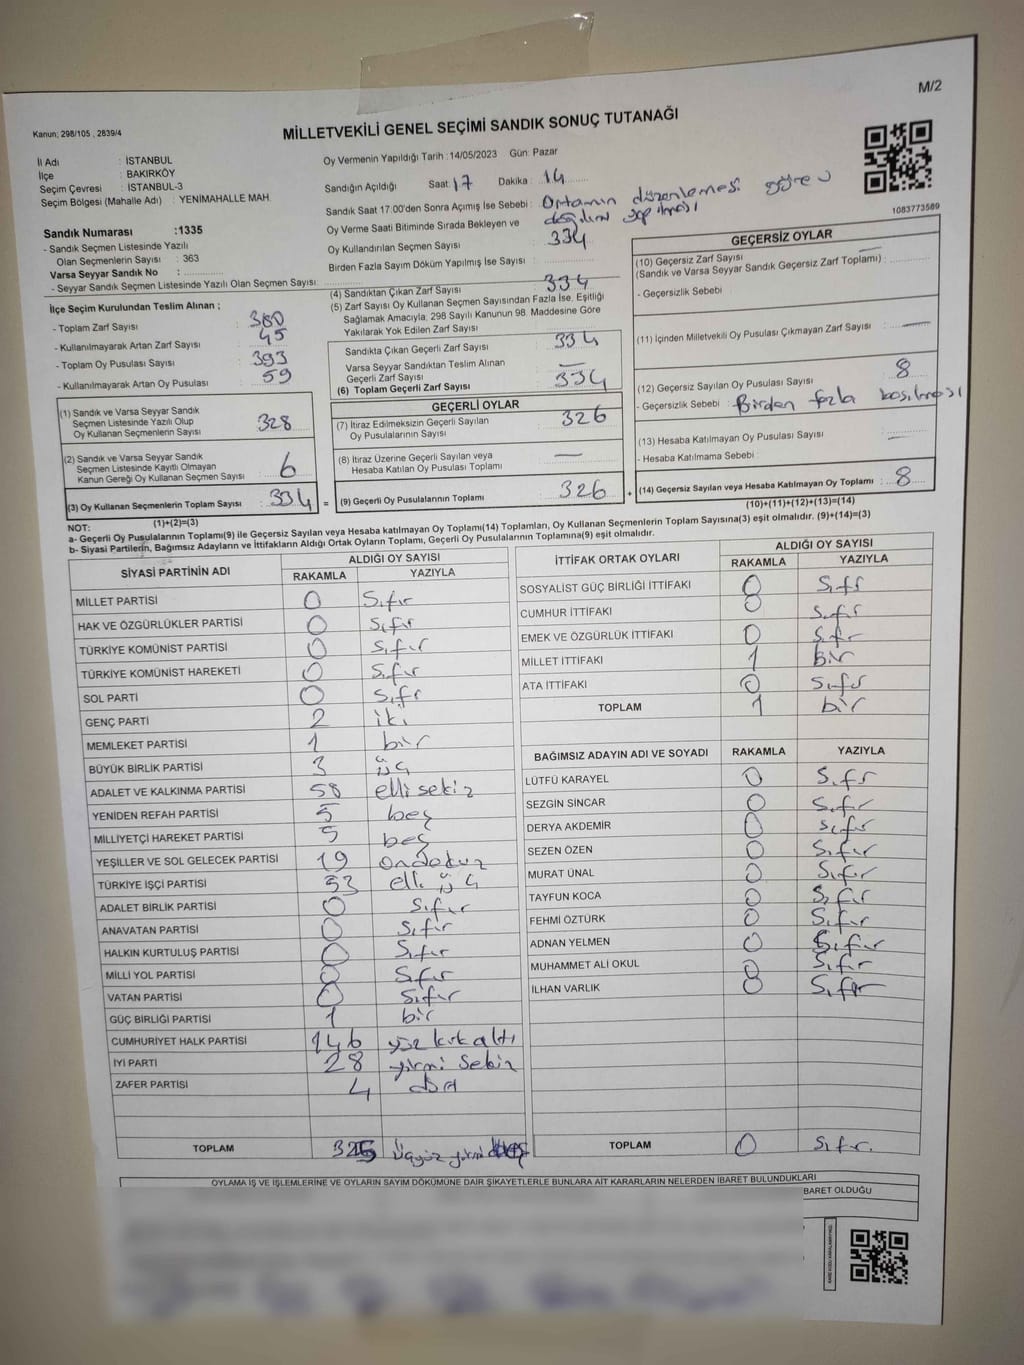 M/2
Kanun; 298/105 , 2839/4
MİLLETVEKİLİ GENEL SEÇİMİ SANDIK SONUÇ TUTANAĞI
İl Adı : İSTANBUL
İlçe : BAKIRKÖY
Seçim Çevresi : İSTANBUL-3
Seçim Bölgesi (Mahalle Adı) : YENİMAHALLE MAH.
Sandık Numarası :1335
- Sandık Seçmen Listesinde Yazılı
Olan Seçmenlerin Sayısı : 363
Varsa Seyyar Sandık No :
- Seyyar Sandık Seçmen Listesinde Yazılı Olan Seçmen Sayısı:
Oy Vermenin Yapıldığı Tarih :14/05/2023 Gün: Pazar
Sandığın Açıldığı Saat: 17 Dakika : 14
Sandık Saat 17.00'den Sonra Açımış İse Sebebi : Ortamın düzenlemesi görev
dağılımı yapılması
Oy Verme Saati Bitiminde Sırada Bekleyen ve
Oy Kullandırılan Seçmen Sayısı : 334
Birden Fazla Sayım Döküm Yapılmış İse Sayısı :
1083773589
İlçe Seçim Kurulundan Teslim Alınan ;
- Toplam Zarf Sayısı : 380
- Kullanılmayarak Artan Zarf Sayısı : 45
- Toplam Oy Pusulası Sayısı : 393
- Kullanılmayarak Artan Oy Pusulası : 59
(1) Sandık ve Varsa Seyyar Sandık
Seçmen Listesinde Yazılı Olup
Oy Kullanan Seçmenlerin Sayısı : 328
(2) Sandık ve Varsa Seyyar Sandık
Seçmen Listesinde Kayıtlı Olmayan
Kanun Gereği Oy Kullanan Seçmen Sayısı : 6
(3) Oy Kullanan Seçmenlerin Toplam Sayısı : 334 =
(1)+(2)=(3)
(4) Sandıktan Çıkan Zarf Sayısı : 334
(5) Zarf Sayısı Oy Kullanan Seçmen Sayısından Fazla İse, Eşitliği
Sağlamak Amacıyla, 298 Sayılı Kanunun 98. Maddesine Göre
Yakılarak Yok Edilen Zarf Sayısı :
Sandıkta Çıkan Geçerli Zarf Sayısı : 334
Varsa Seyyar Sandıktan Teslim Alınan
Geçerli Zarf Sayısı : —
(6) Toplam Geçerli Zarf Sayısı : 334
GEÇERLİ OYLAR
(7) İtiraz Edilmeksizin Geçerli Sayılan
Oy Pusulalarının Sayısı : 326
(8) İtiraz Üzerine Geçerli Sayılan veya
Hesaba Katılan Oy Pusulası Toplamı : —
(9) Geçerli Oy Pusulalarının Toplamı : 326 +
GEÇERSİZ OYLAR
(10) Geçersiz Zarf Sayısı
(Sandık ve Varsa Seyyar Sandık Geçersiz Zarf Toplamı) : —
- Geçersizlik Sebebi :
(11) İçinden Milletvekili Oy Pusulası Çıkmayan Zarf Sayısı : —
(12) Geçersiz Sayılan Oy Pusulası Sayısı : 8
- Geçersizlik Sebebi : Birden fazla basılması
(13) Hesaba Katılmayan Oy Pusulası Sayısı : —
- Hesaba Katılmama Sebebi :
(14) Geçersiz Sayılan veya Hesaba Katılmayan Oy Toplamı : 8
(10)+(11)+(12)+(13)=(14)
NOT:
a- Geçerli Oy Pusulalarının Toplamı(9) ile Geçersiz Sayılan veya Hesaba katılmayan Oy Toplamı(14) Toplamları, Oy Kullanan Seçmenlerin Toplam Sayısına(3) eşit olmalıdır. (9)+(14)=(3)
b- Siyasi Partilerin, Bağımsız Adayların ve İttifakların Aldığı Ortak Oyların Toplamı, Geçerli Oy Pusulalarının Toplamına(9) eşit olmalıdır.
SİYASİ PARTİNİN ADI ALDIĞI OY SAYISI
RAKAMLA YAZIYLA
MİLLET PARTİSİ 0 Sıfır
HAK VE ÖZGÜRLÜKLER PARTİSİ 0 Sıfır
TÜRKİYE KOMÜNİST PARTİSİ 0 Sıfır
TÜRKİYE KOMÜNİST HAREKETİ 0 Sıfır
SOL PARTİ 0 Sıfır
GENÇ PARTİ 2 iki
MEMLEKET PARTİSİ 1 bir
BÜYÜK BİRLİK PARTİSİ 3 üç
ADALET VE KALKINMA PARTİSİ 58 elli sekiz
YENİDEN REFAH PARTİSİ 5 beş
MİLLİYETÇİ HAREKET PARTİSİ 5 beş
YEŞİLLER VE SOL GELECEK PARTİSİ 19 ondokuz
TÜRKİYE İŞÇİ PARTİSİ 53 elli üç
ADALET BİRLİK PARTİSİ 0 Sıfır
ANAVATAN PARTİSİ 0 Sıfır
HALKIN KURTULUŞ PARTİSİ 0 Sıfır
MİLLİ YOL PARTİSİ 0 Sıfır
VATAN PARTİSİ 0 Sıfır
GÜÇ BİRLİĞİ PARTİSİ 1 bir
CUMHURİYET HALK PARTİSİ 146 yüz kırk altı
İYİ PARTİ 28 yirmi sekiz
ZAFER PARTİSİ 4 dört
TOPLAM 325 üçyüz yirmi beş
İTTİFAK ORTAK OYLARI ALDIĞI OY SAYISI
RAKAMLA YAZIYLA
SOSYALİST GÜÇ BİRLİĞİ İTTİFAKI 0 Sıfır
CUMHUR İTTİFAKI 0 Sıfır
EMEK VE ÖZGÜRLÜK İTTİFAKI 0 Sıfır
MİLLET İTTİFAKI 1 Bir
ATA İTTİFAKI 0 Sıfır
TOPLAM 1 bir
BAĞIMSIZ ADAYIN ADI VE SOYADI RAKAMLA YAZIYLA
LÜTFÜ KARAYEL 0 Sıfır
SEZGİN SİNCAR 0 Sıfır
DERYA AKDEMİR 0 Sıfır
SEZEN ÖZEN 0 Sıfır
MURAT ÜNAL 0 Sıfır
TAYFUN KOCA 0 Sıfır
FEHMİ ÖZTÜRK 0 Sıfır
ADNAN YELMEN 0 Sıfır
MUHAMMET ALİ OKUL 0 Sıfır
İLHAN VARLIK 0 Sıfır
TOPLAM 0 Sıfır.
OYLAMA İŞ VE İŞLEMLERİNE VE OYLARIN SAYIM DÖKÜMÜNE DAİR ŞİKAYETLERLE BUNLARA AİT KARARLARIN NELERDEN İBARET BULUNDUKLARI
BARET OLDUĞU